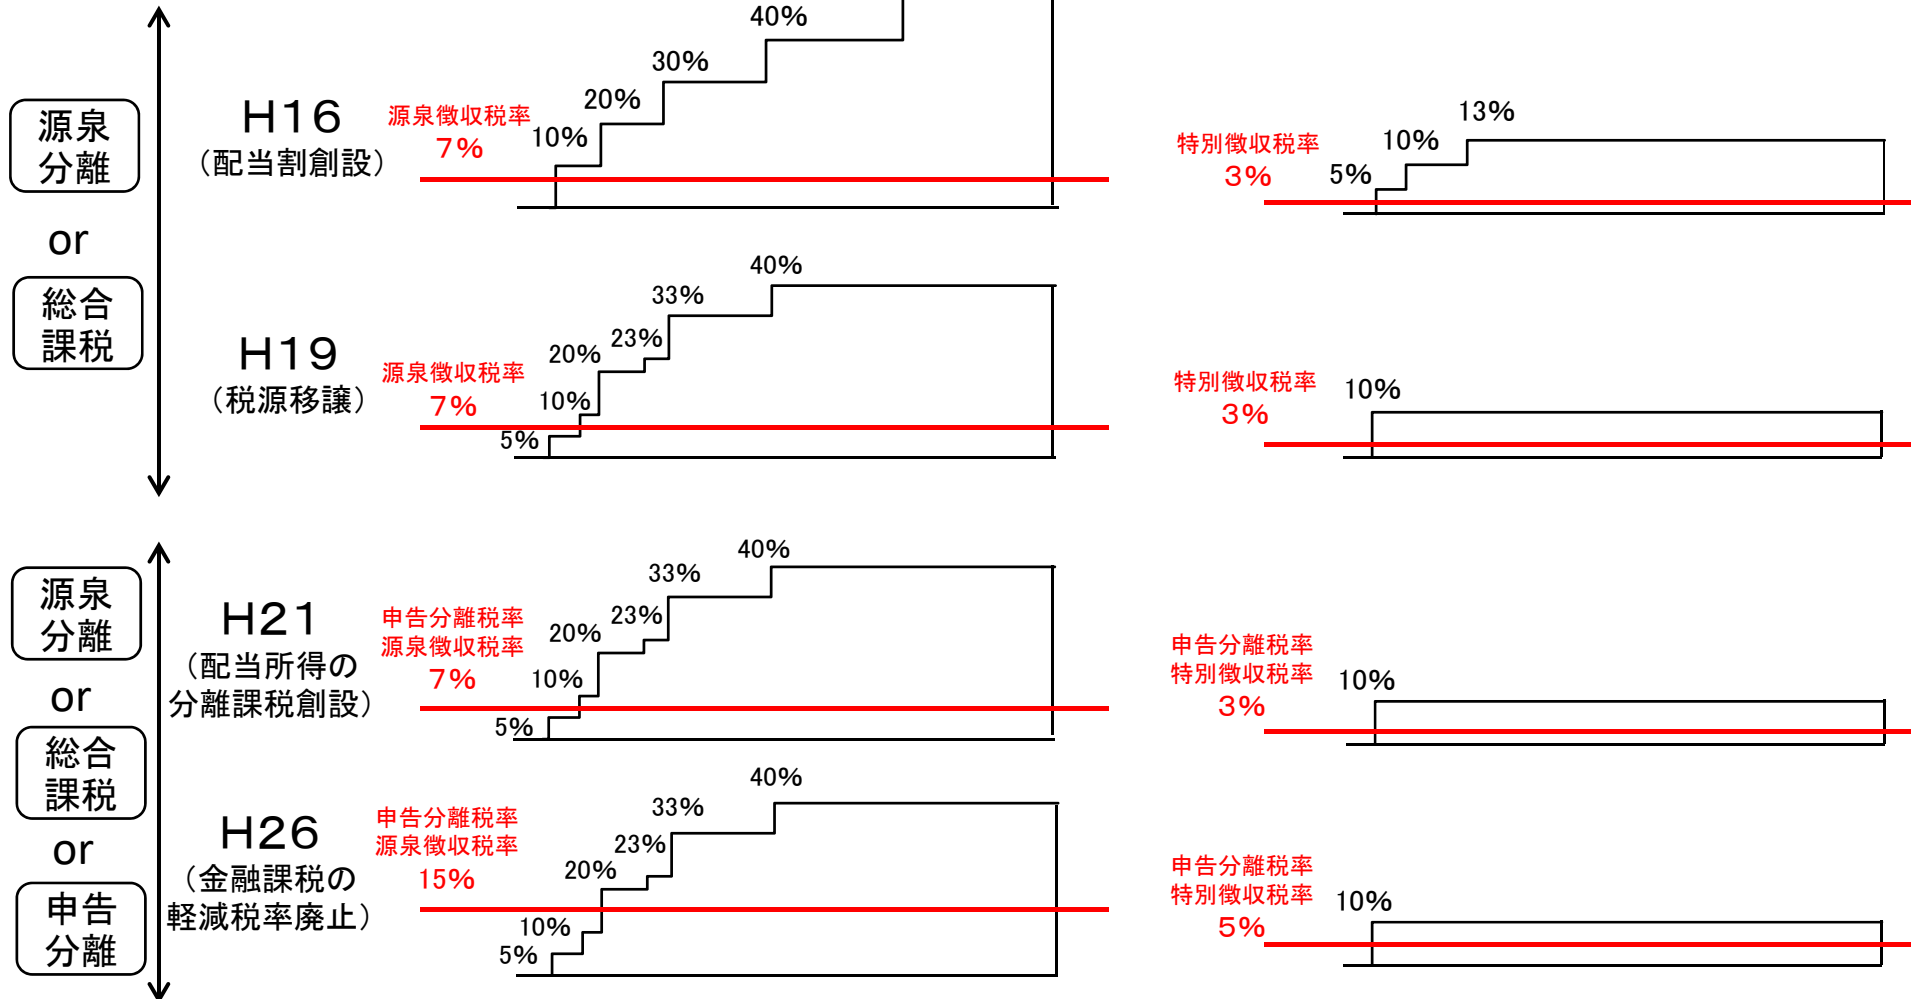 源泉
分離
or
総合
課税
H16
（配当割創設）
源泉徴収税率
7%
10%
20%
30%
40%
特別徴収税率
3%
5%
10%
13%
H19
（税源移譲）
源泉徴収税率
7%
5%
10%
20%
23%
33%
40%
特別徴収税率
3%
10%
源泉
分離
or
総合
課税
or
申告
分離
H21
（配当所得の
分離課税創設）
申告分離税率
源泉徴収税率
7%
5%
10%
20%
23%
33%
40%
申告分離税率
特別徴収税率
3%
10%
H26
（金融課税の
軽減税率廃止）
申告分離税率
源泉徴収税率
15%
5%
10%
20%
23%
33%
40%
申告分離税率
特別徴収税率
5%
10%